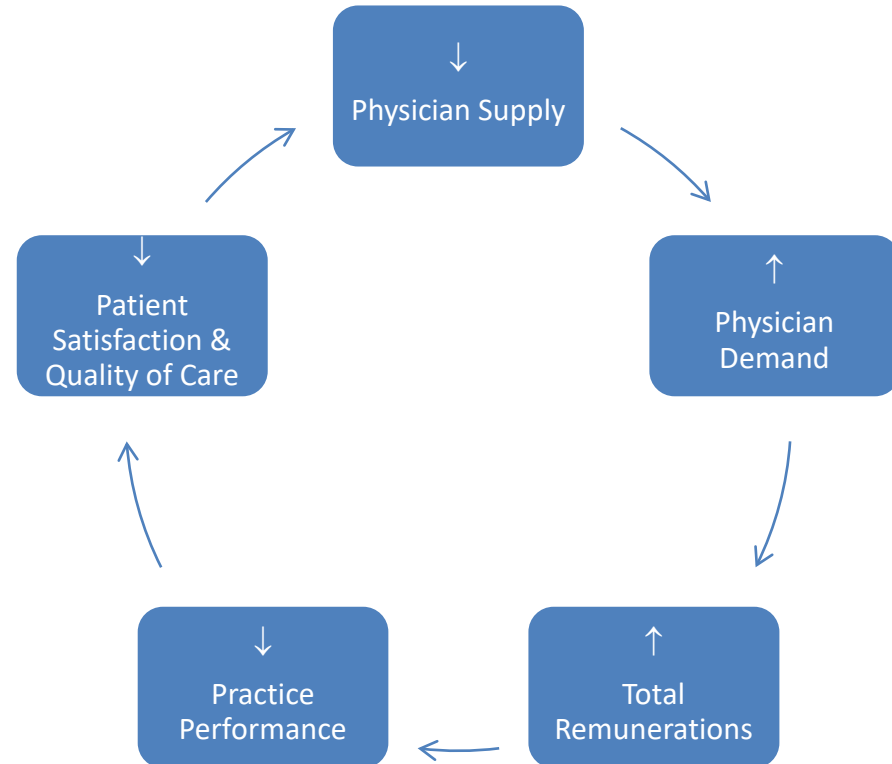 ↓
Physician Supply
↑
Physician
Demand
↑
Total
Remunerations
↓
Practice
Performance
↓
Patient
Satisfaction &
Quality of Care